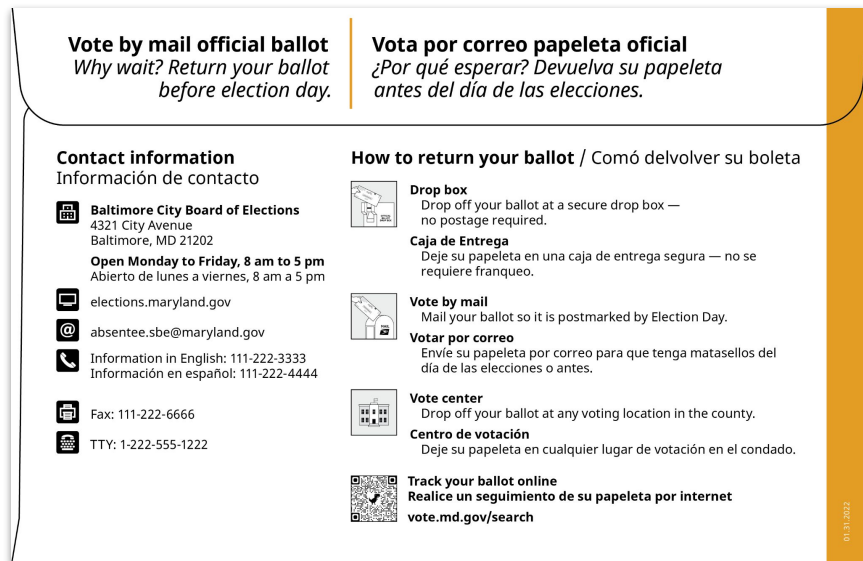 Vote by mail official ballot
Why wait? Return your ballot
before election day.
Vota por correo papeleta oficial
¿Por qué esperar? Devuelva su papeleta
antes del día de las elecciones.
Contact information
Información de contacto
Baltimore City Board of Elections
4321 City Avenue
Baltimore, MD 21202
Open Monday to Friday, 8 am to 5 pm
Abierto de lunes a viernes, 8 am a 5 pm
elections.maryland.gov
@
absentee.sbe@maryland.gov
Information in English: 111-222-3333
Información en español: 111-222-4444
Fax: 111-222-6666
TTY: 1-222-555-1222
How to return your ballot / Comó delvolver su boleta
Drop box
Drop off your ballot at a secure drop box —
no postage required.
Caja de Entrega
Deje su papeleta en una caja de entrega segura — no se
requiere franqueo.
Vote by mail
Mail your ballot so it is postmarked by Election Day.
Votar por correo
Envíe su papeleta por correo para que tenga matasellos del
día de las elecciones o antes.
Vote center
Drop off your ballot at any voting location in the county.
Centro de votación
Deje su papeleta en cualquier lugar de votación en el condado.
Track your ballot online
Realice un seguimiento de su papeleta por internet
vote.md.gov/search
01.31.2022